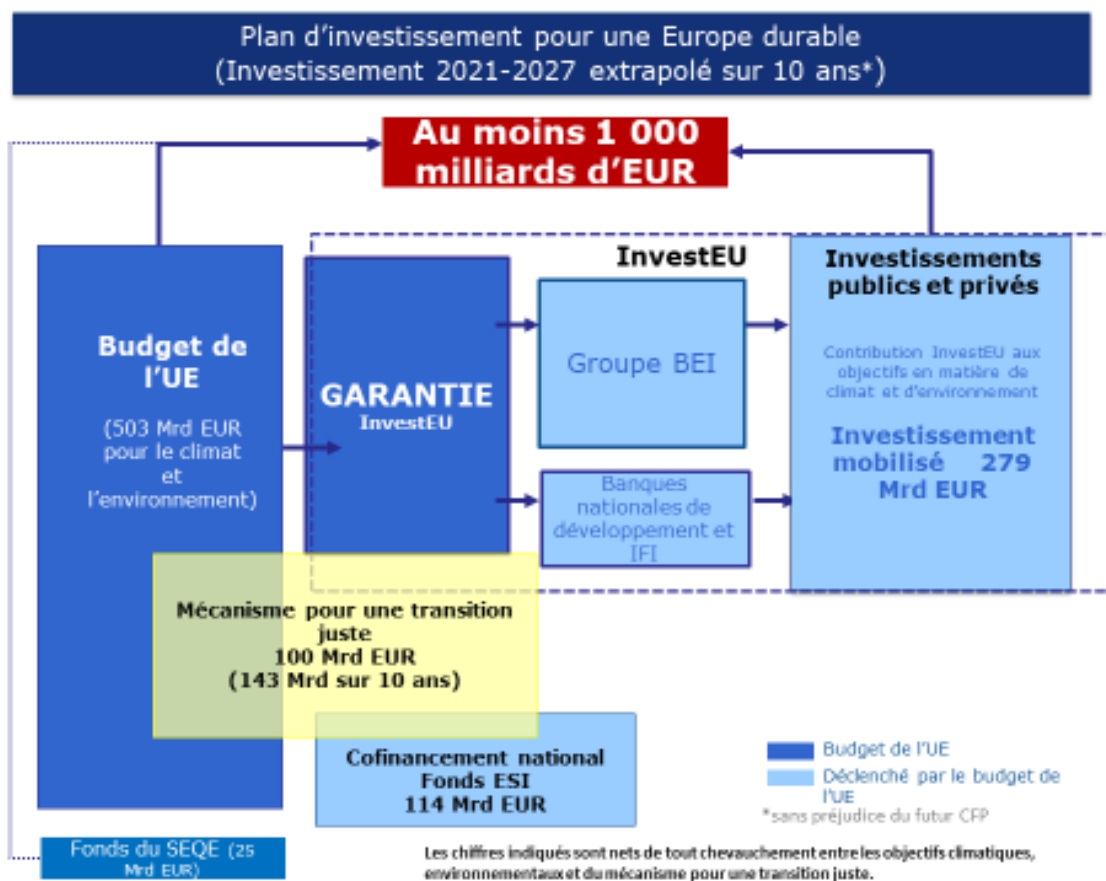 Plan d’investissement pour une Europe durable
(Investissement 2021-2027 extrapolé sur 10 ans*)
Au moins 1 000
milliards d’EUR
Budget de
l’UE
(503 Mrd EUR
pour le climat
et
l’environnement)
GARANTIE
InvestEU
InvestEU
Groupe BEI
Banques
nationales de
développement et
IFI
Investissements
publics et privés
Contribution InvestEU aux
objectifs en matière de
climat et d’environnement
Investissement
mobilisé 279
Mrd EUR
Mécanisme pour une transition
juste
100 Mrd EUR
(143 Mrd sur 10 ans)
Cofinancement national
Fonds ESI
114 Mrd EUR
Budget de l’UE
Déclenché par le budget de
l’UE
*sans préjudice du futur CFP
Fonds du SEQE (25
Mrd EUR)
Les chiffres indiqués sont nets de tout chevauchement entre les objectifs climatiques,
environnementaux et du mécanisme pour une transition juste.